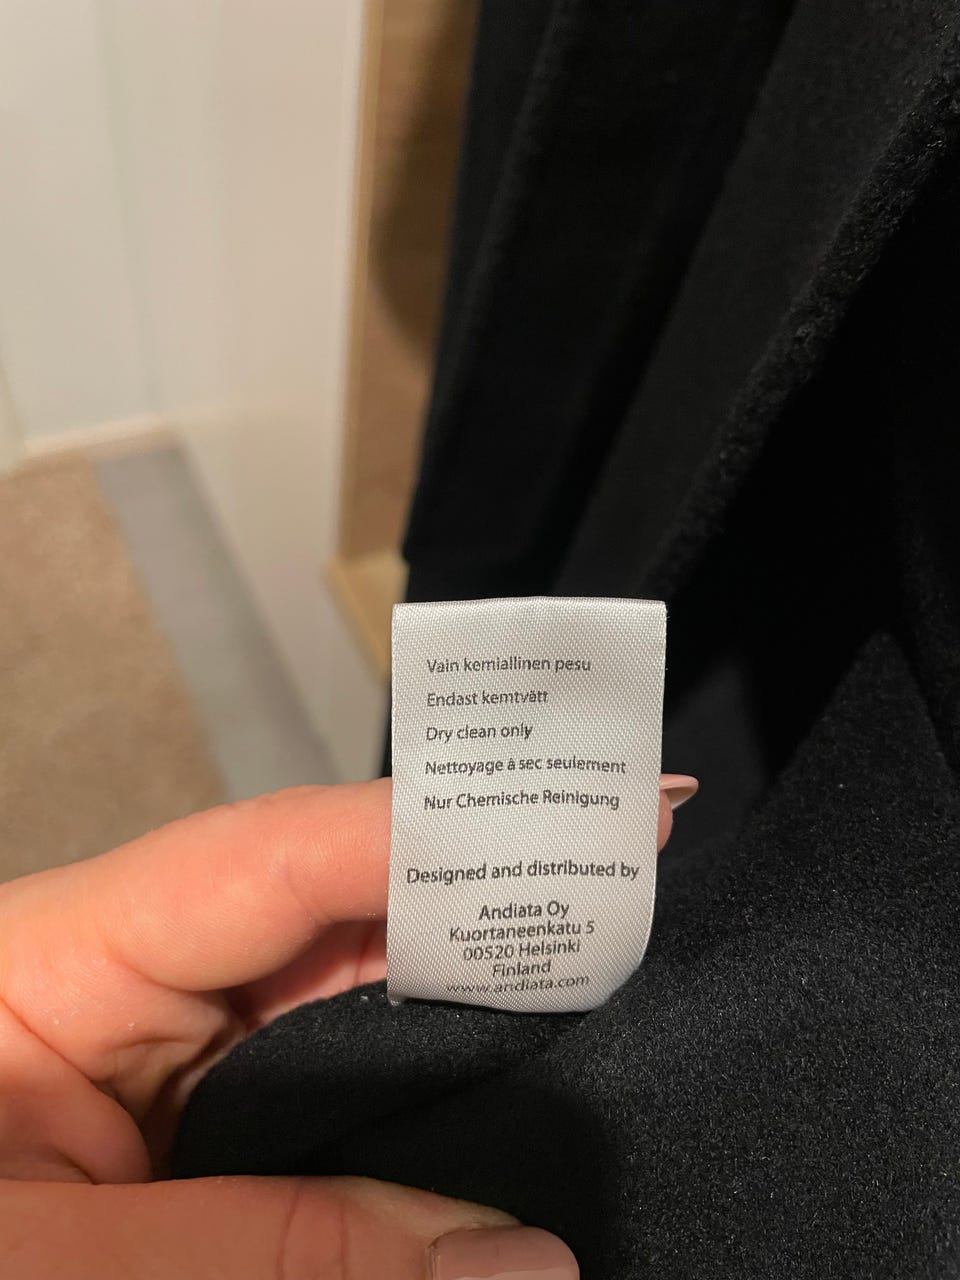 Vain kemiallinen pesu
Endast kemtvätt
Dry clean only
Nettoyage à sec seulement
Nur Chemische Reinigung
Designed and distributed by
Andiata Oy
Kuortaneenkatu 5
00520 Helsinki
Finland
www.andiata.com